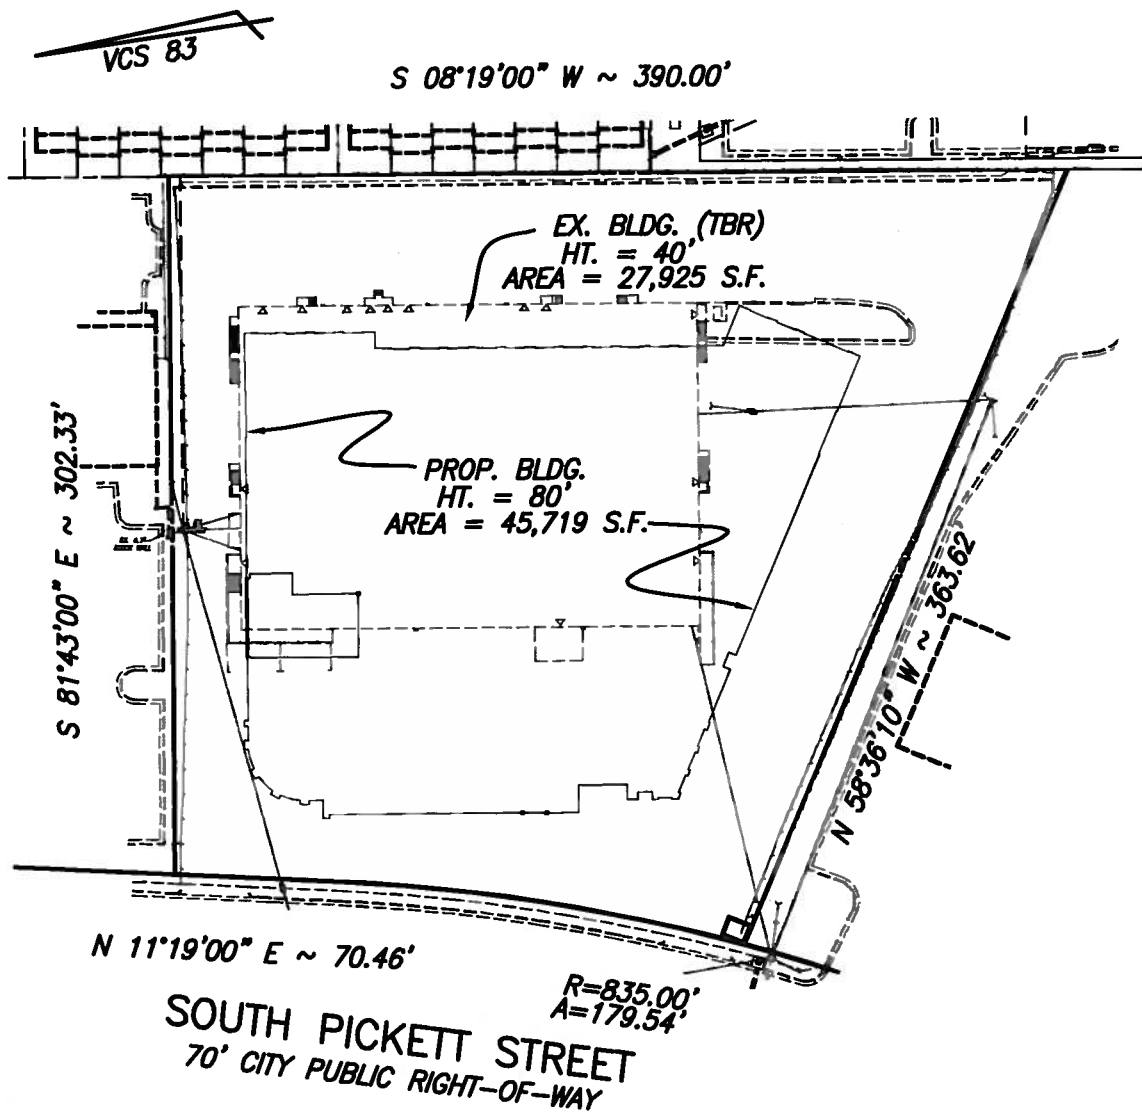 VCS 83
S 08°19'00" W ~ 390.00'
EX. BLDG. (TBR)
HT. = 40'
AREA = 27,925 S.F.
S 81°43'00" E ~ 302.33'
PROP. BLDG.
HT. = 80'
AREA = 45,719 S.F.
N 58°36'10" W ~ 363.62'
N 11°19'00" E ~ 70.46'
R=835.00'
A=179.54'
SOUTH PICKETT STREET
70' CITY PUBLIC RIGHT-OF-WAY